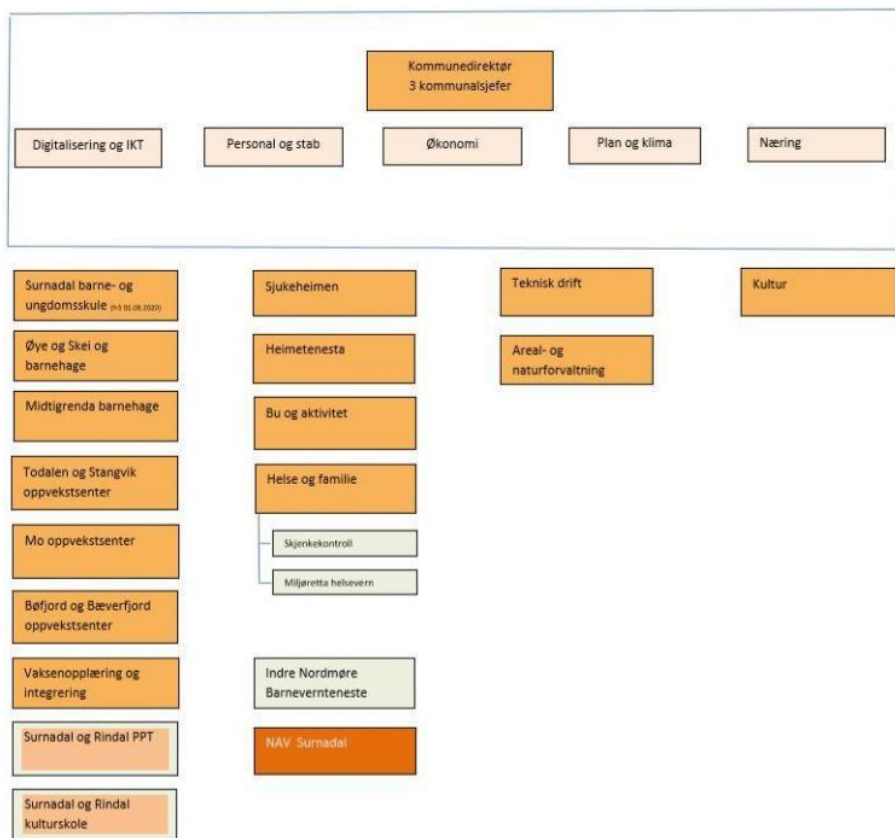 Kommunedirektør
3 kommunalsjefer
Digitalisering og IKT
Personal og stab
Økonomi
Plan og klima
Næring
Surnadal barne- og
ungdomsskule (frå 01.08.2020)
Øye og Skei og
barnehage
Midtigrenda barnehage
Todalen og Stangvik
oppvekstsenter
Mo oppvekstsenter
Bøfjord og Bæverfjord
oppvekstsenter
Vaksenopplæring og
integrering
Surnadal og Rindal PPT
Surnadal og Rindal
kulturskole
Sjukeheimen
Heimetenesta
Bu og aktivitet
Helse og familie
Skjenkekontroll
Miljøretta helsevern
Indre Nordmøre
Barnevernteneste
NAV Surnadal
Teknisk drift
Areal- og
naturforvaltning
Kultur